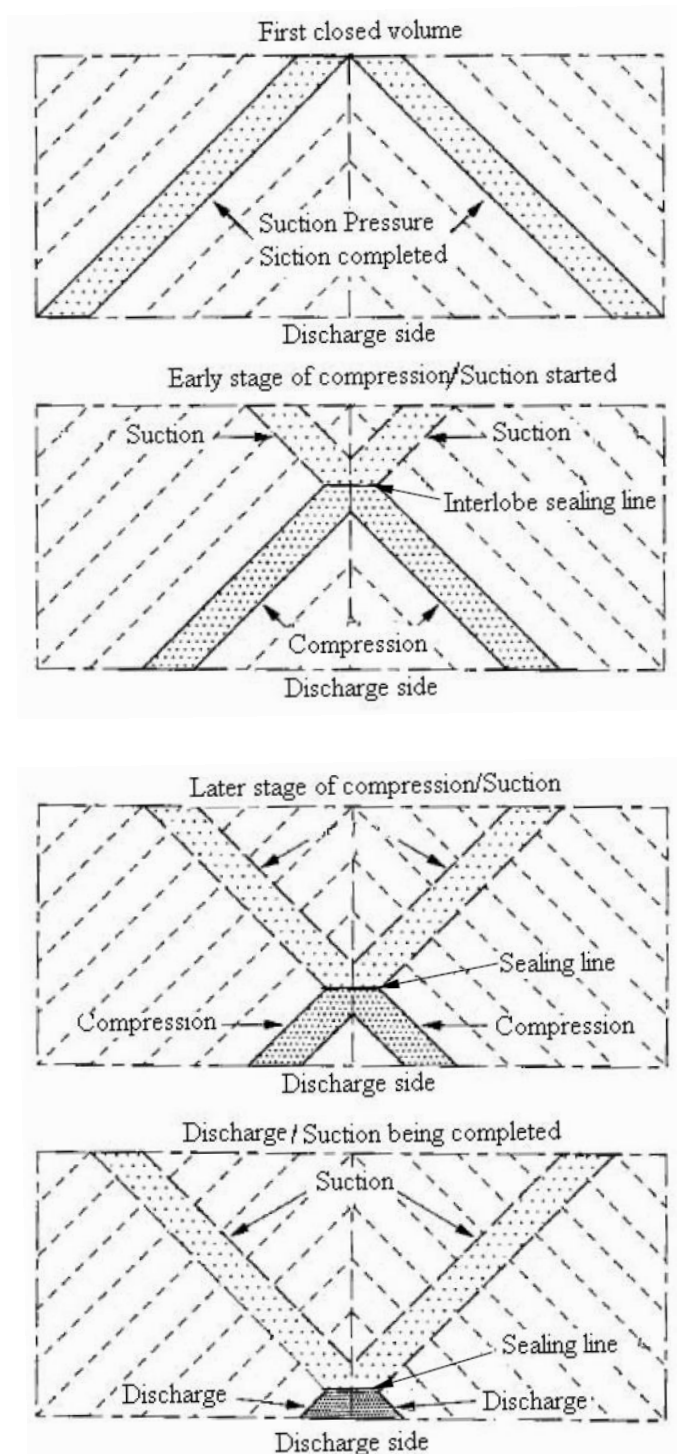 First closed volume
Suction Pressure
Siction completed
Discharge side
Early stage of compression/Suction started
Suction
Suction
Interlobe sealing line
Compression
Discharge side
Later stage of compression/Suction
Sealing line
Compression
Compression
Discharge side
Discharge/Suction being completed
Suction
Sealing line
Discharge
Discharge
Discharge side